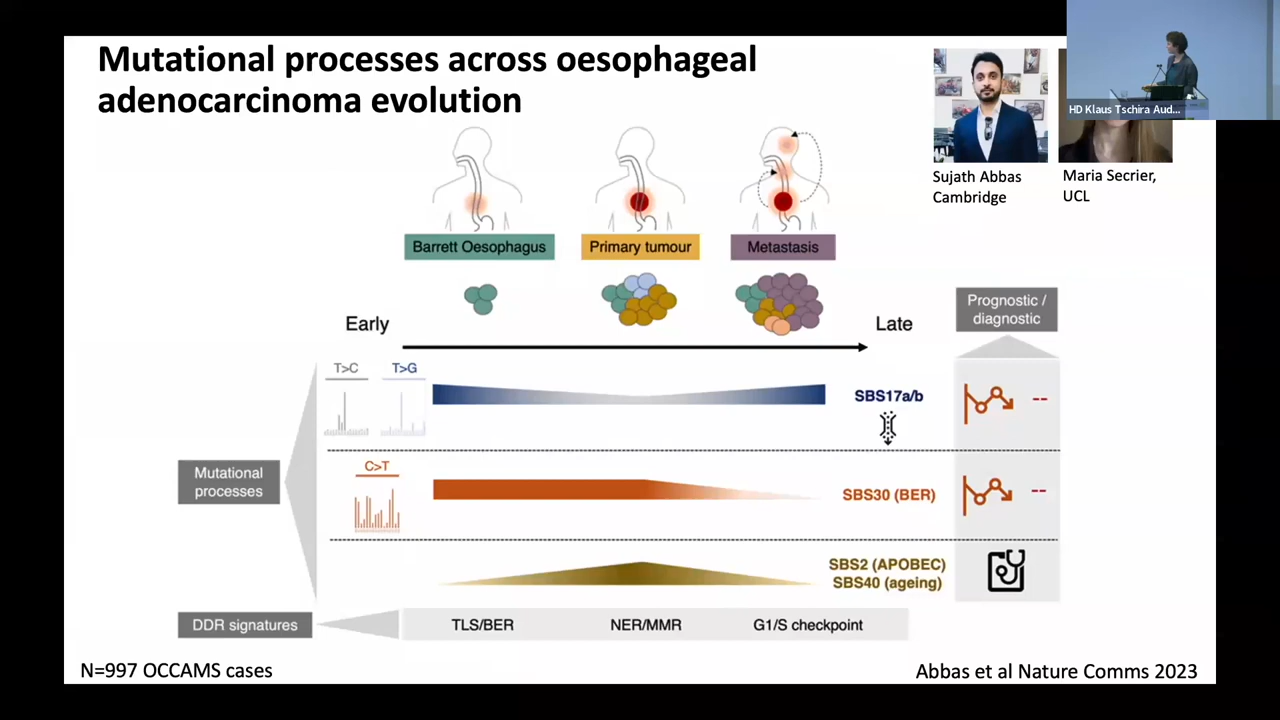 Mutational processes across oesophageal
adenocarcinoma evolution
HD Klaus Tschira Aud...
Sujath Abbas
Cambridge
Maria Secrier,
UCL
Barrett Oesophagus
Primary tumour
Metastasis
Early
Late
Prognostic /
diagnostic
T>C
T>G
SBS17a/b
--
Mutational
processes
C>T
SBS30 (BER)
--
SBS2 (APOBEC)
SBS40 (ageing)
DDR signatures
TLS/BER
NER/MMR
G1/S checkpoint
N=997 OCCAMS cases
Abbas et al Nature Comms 2023